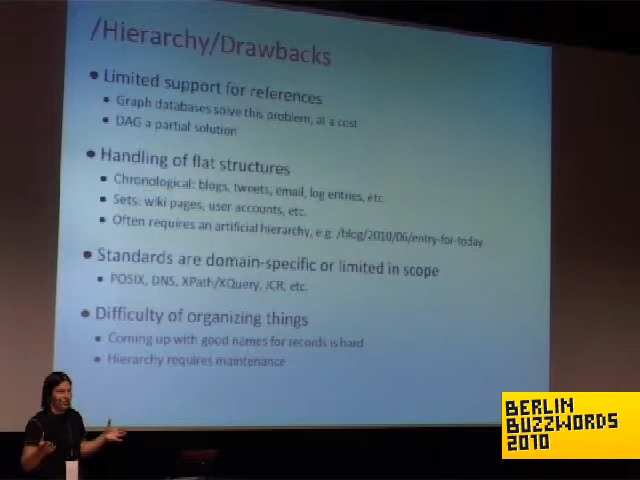 /Hierarchy/Drawbacks
• Limited support for references
• Graph databases solve this problem, at a cost
• DAG a partial solution
• Handling of flat structures
• Chronological: blogs, tweets, email, log entries, etc.
• Sets: wiki pages, user accounts, etc.
• Often requires an artificial hierarchy, e.g. /blog/2010/06/entry-for-today
• Standards are domain-specific or limited in scope
• POSIX, DNS, XPath/XQuery, JCR, etc.
• Difficulty of organizing things
• Coming up with good names for records is hard
• Hierarchy requires maintenance
BERLIN
BUZZWORDS
2010